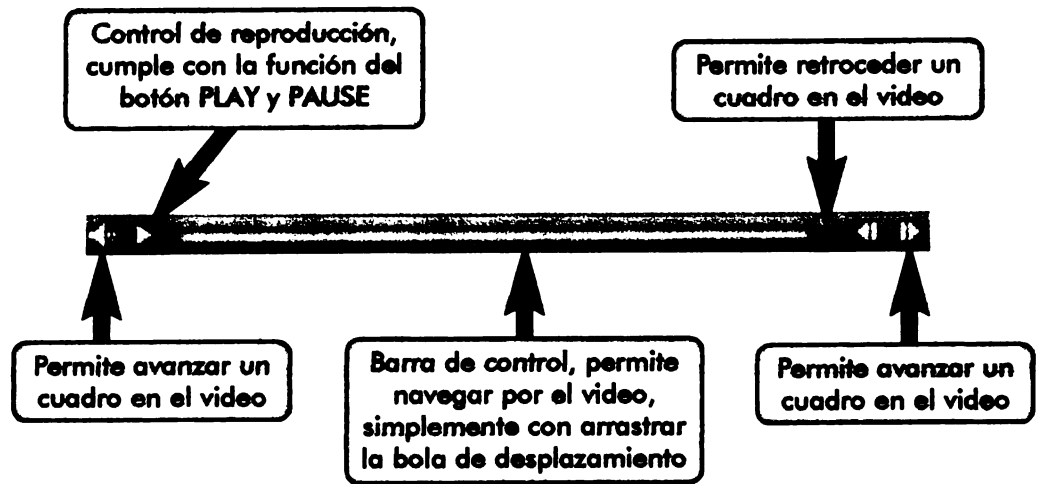 Control de reproducción,
cumple con la función del
botón PLAY y PAUSE
Permite retroceder un
cuadro en el video
Permite avanzar un
cuadro en el video
Barra de control, permite
navegar por el video,
simplemente con arrastrar
la bola de desplazamiento
Permite avanzar un
cuadro en el video